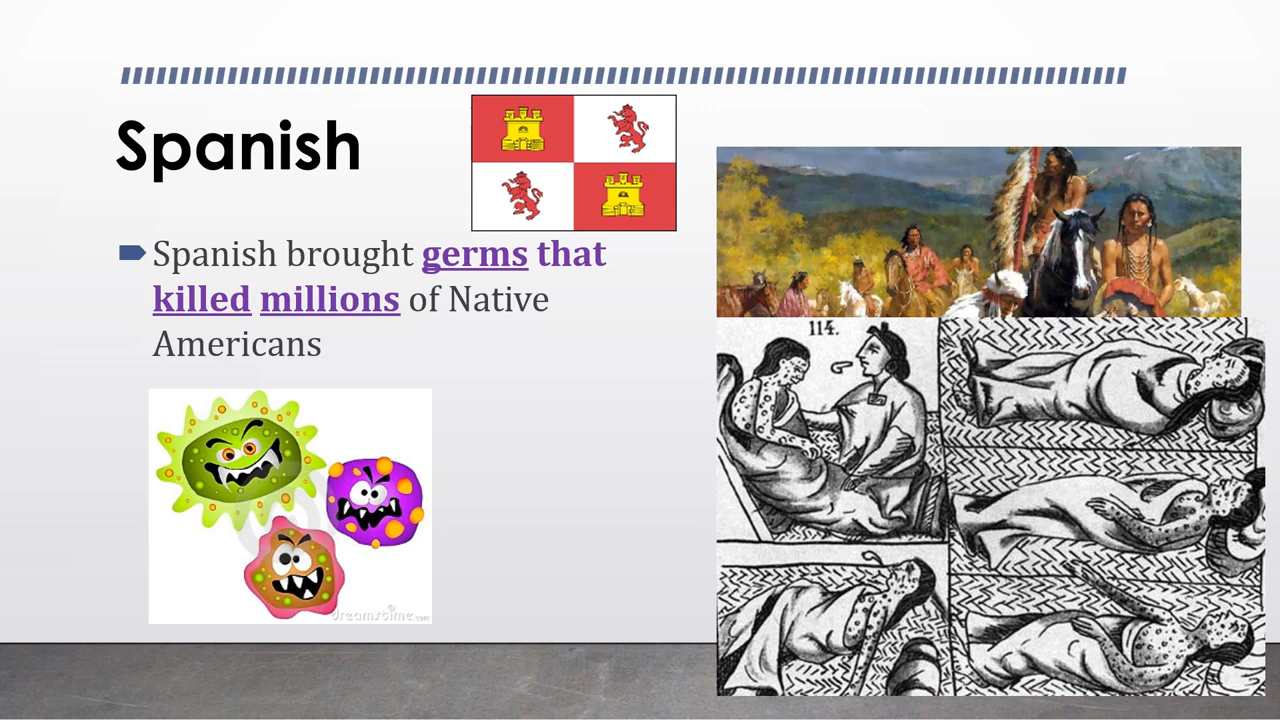 Spanish
Spanish brought germs that
killed millions of Native
Americans
114.
dreamstime.com